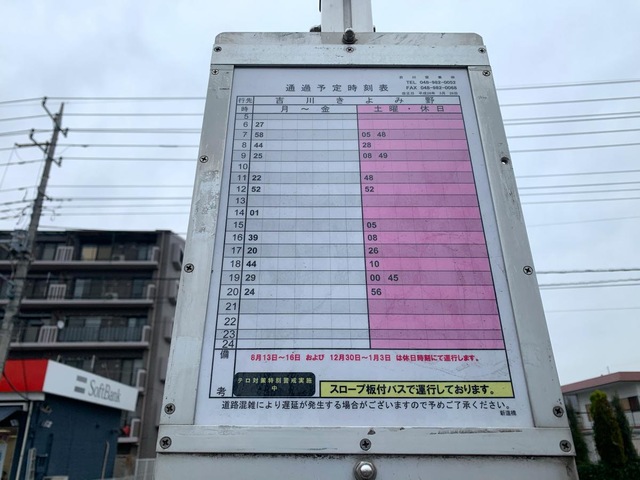 通過予定時刻表
TEL 048-982-0052
FAX 048-982-0068
行先 吉川きよみ野
時 月～金 土曜・休日
5
6 27
7 58 05 48
8 44 28
9 25 08 49
10
11 22 48
12 52 52
13
14 01
15 05
16 39 08
17 20 26
18 44 10
19 29 00 45
20 24 56
21
22
23
24
備考
8月13日～16日 および 12月30日～1月3日 は休日時刻にて運行します。
テロ対策特別警戒実施中
スロープ板付バスで運行しております。
道路混雑により遅延が発生する場合がございますので予めご了承ください。
SoftBank